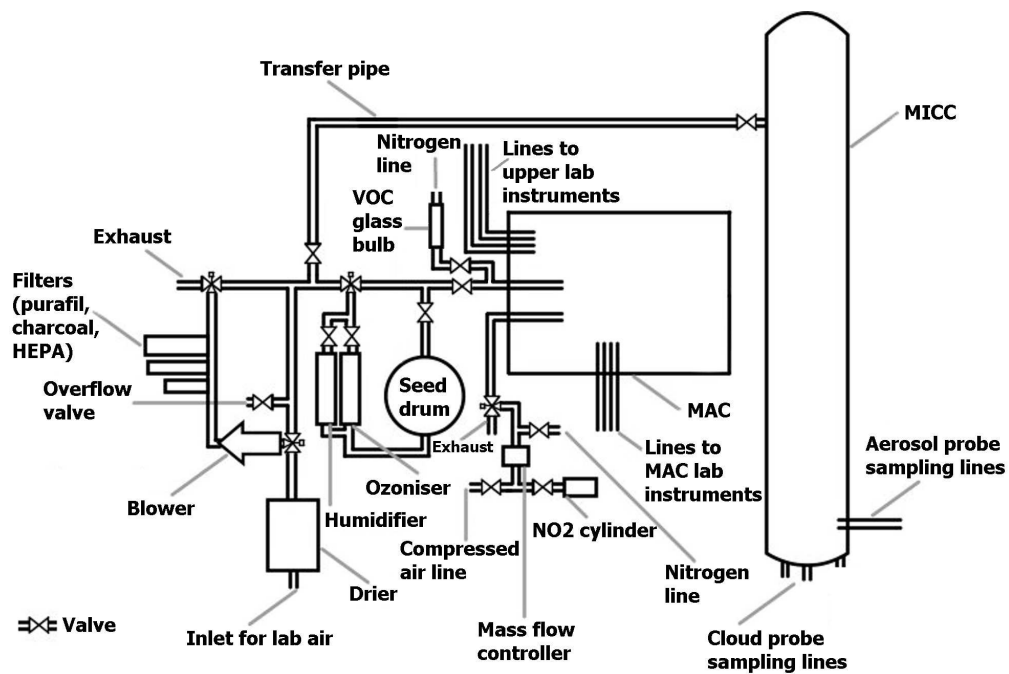 Transfer pipe
MICC
Nitrogen
line
Lines to
upper lab
instruments
VOC
glass
bulb
Exhaust
Filters
(purafil,
charcoal,
HEPA)
Overflow
valve
Seed
drum
MAC
Exhaust
Lines to
MAC lab
instruments
Aerosol probe
sampling lines
Blower
Ozoniser
Humidifier
NO2 cylinder
Compressed
air line
Drier
Nitrogen
line
Valve
Inlet for lab air
Mass flow
controller
Cloud probe
sampling lines